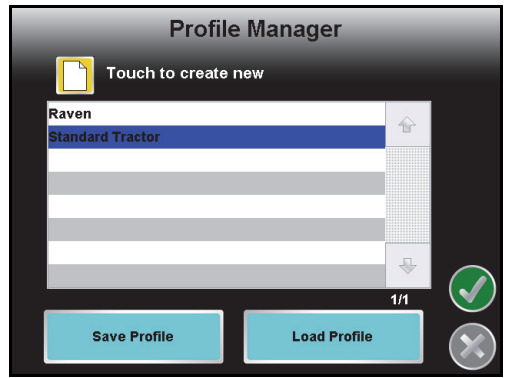 Profile Manager
Touch to create new
Raven
Standard Tractor
1/1
Save Profile
Load Profile